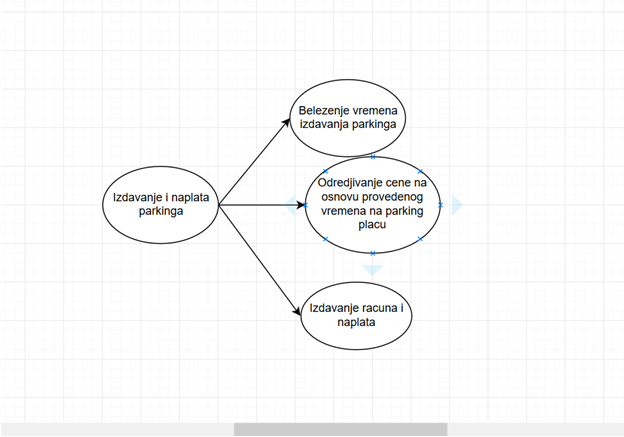 Belezenje vremena
izdavanja parkinga
Odredjivanje cene na
osnovu provedenog
vremena na parking
placu
Izdavanje i naplata
parkinga
Izdavanje racuna i
naplata